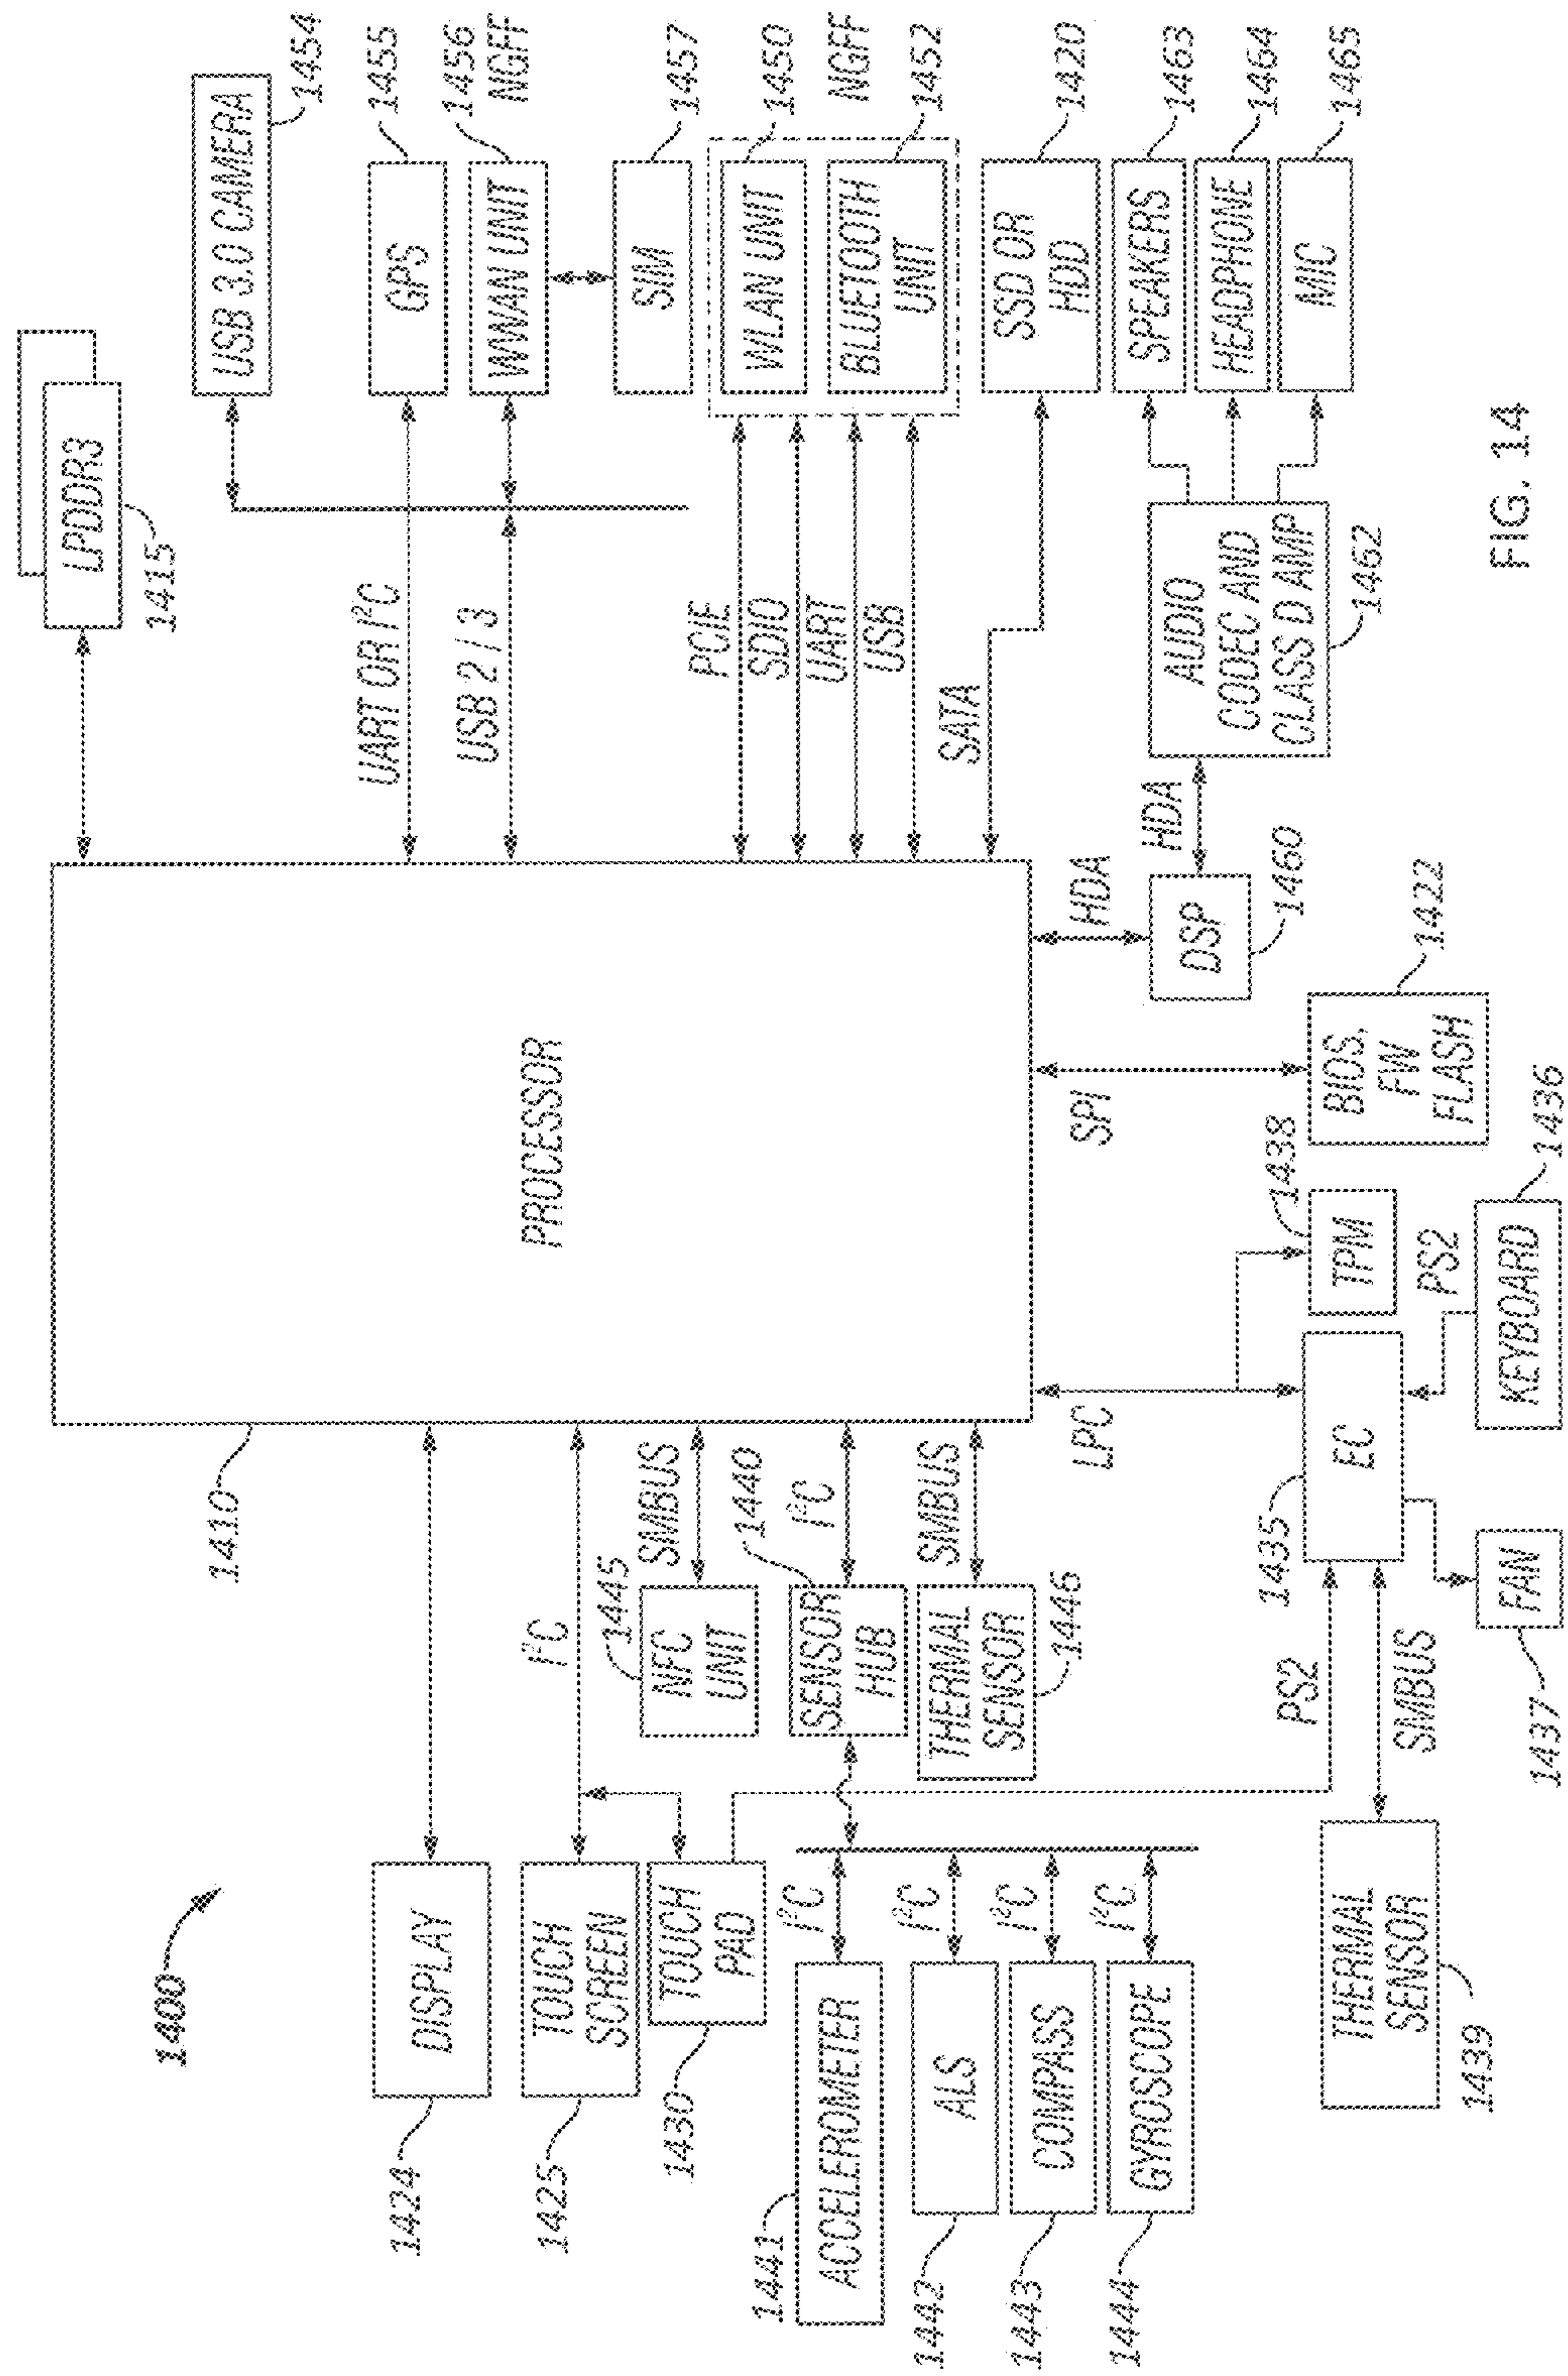 1400
1410
LPDDR3
1415
USB 3.0 CAMERA
1454
DISPLAY
1424
UART OR I²C
GPS
1455
USB 2 / 3
WWAN UNIT
1456
NGFF
TOUCH
SCREEN
1425
I²C
SIM
1457
TOUCH
PAD
1430
NFC
UNIT
1445
SMBUS
PROCESSOR
PCIE
SDIO
UART
USB
WLAN UNIT
1450
NGFF
BLUETOOTH
UNIT
1452
ACCELEROMETER
1441
I²C
SENSOR
HUB
1440
I²C
ALS
1442
I²C
THERMAL
SENSOR
1446
SMBUS
SATA
SSD OR
HDD
1420
COMPASS
1443
I²C
GYROSCOPE
1444
I²C
LPC
SPI
HDA
DSP
1460
HDA
AUDIO
CODEC AND
CLASS D AMP
1462
SPEAKERS
1463
HEADPHONE
1464
MIC
1465
THERMAL
SENSOR
1439
PS2
SMBUS
1435
EC
TPM
1438
BIOS,
FW
FLASH
1422
FAN
1437
PS2
KEYBOARD
1436
FIG. 14